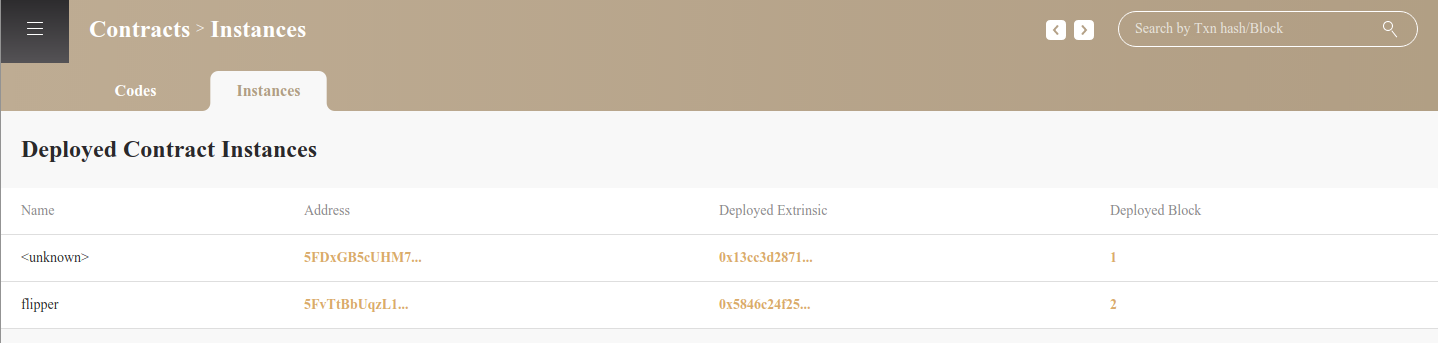 Contracts > Instances
Search by Txn hash/Block
Codes Instances
Deployed Contract Instances
Name Address Deployed Extrinsic Deployed Block
<unknown> 5FDxGB5cUHM7... 0x13cc3d2871... 1
flipper 5FvTtBbUqzL1... 0x5846c24f25... 2